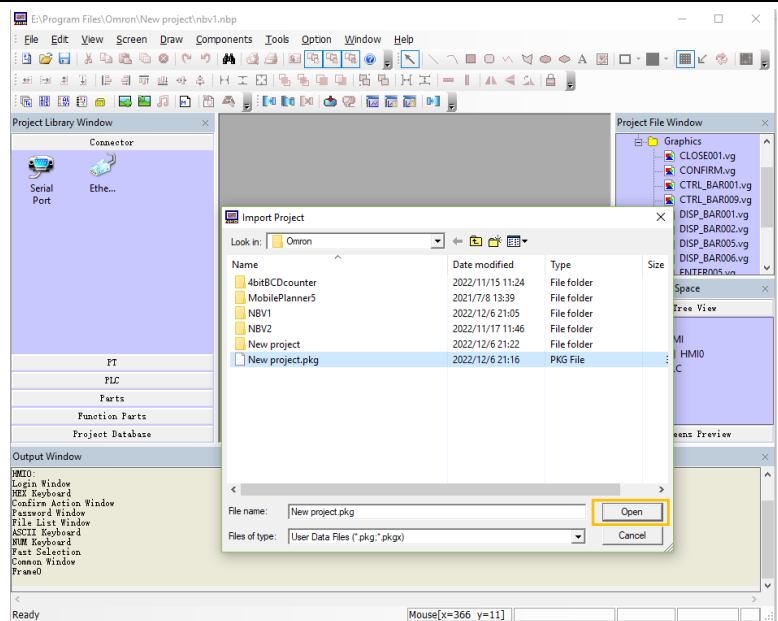 E:\Program Files\Omron\New project\nbv1.nbp
File Edit View Screen Draw Components Tools Option Window Help
Project Library Window
Connector
Serial Port
Ethe...
PT
PLC
Parts
Function Parts
Project Database
Project File Window
Graphics
CLOSE001.vg
CONFIRM.vg
CTRL_BAR001.vg
CTRL_BAR009.vg
DISP_BAR001.vg
DISP_BAR002.vg
DISP_BAR005.vg
DISP_BAR006.vg
ENTER005.vg
Space
Tree View
MI
HMI0
.C
eens Preview
Import Project
Look in: Omron
Name Date modified Type Size
4bitBCDcounter 2022/11/15 11:24 File folder
MobilePlanner5 2021/7/8 13:39 File folder
NBV1 2022/12/6 21:05 File folder
NBV2 2022/11/17 11:46 File folder
New project 2022/12/6 21:22 File folder
New project.pkg 2022/12/6 21:16 PKG File
File name: New project.pkg Open
Files of type: User Data Files (*.pkg;*.pkgx) Cancel
Output Window
HMI0:
Login Window
HEX Keyboard
Confirm Action Window
Password Window
File List Window
ASCII Keyboard
NUM Keyboard
Fast Selection
Common Window
Frame0
Ready Mouse[x=366 y=11]